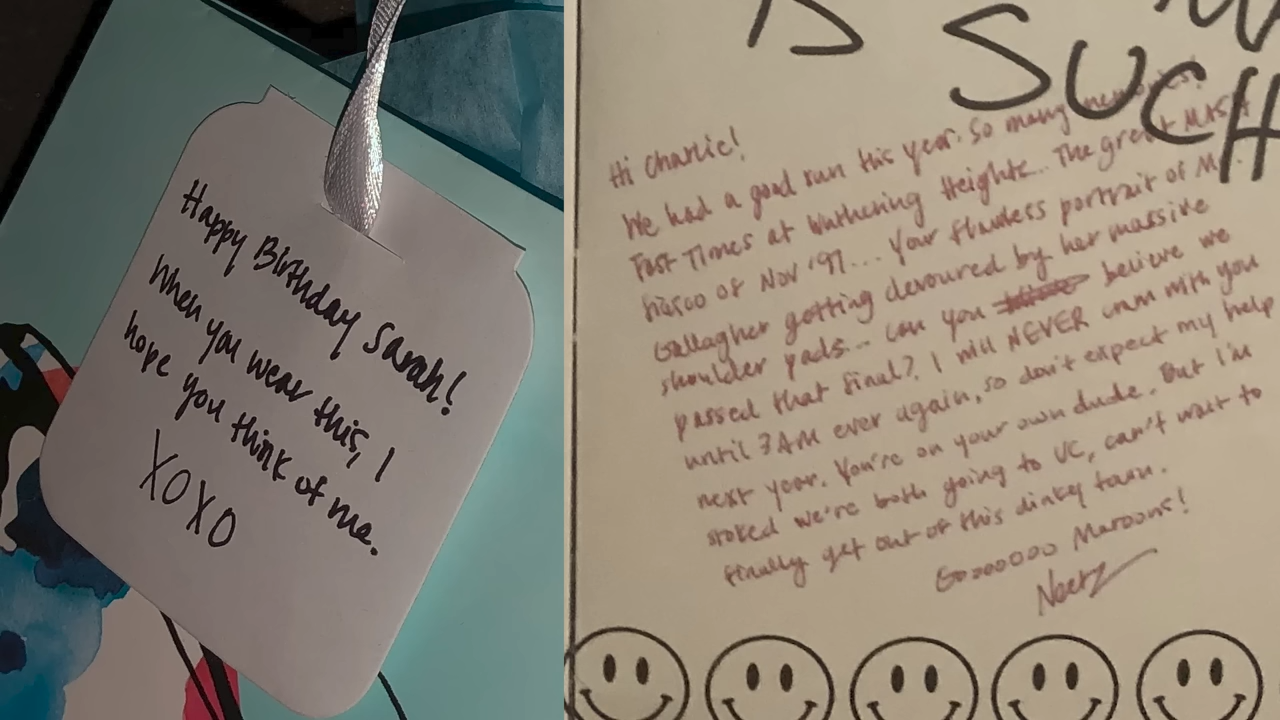 Happy Birthday Sarah!
When you wear this, I
hope you think of me.
XOXO
SUCH
Hi Charlie!
We had a good run this year. So many memories.
Fast Times at Wuthering Heights... The great MASH
fiasco of Nov '97... Your flawless portrait of M
Gallagher getting devoured by her massive
shoulder pads... can you believe we
passed that final? I will NEVER cram with you
until 3AM ever again, so don't expect my help
next year. You're on your own dude. But I'm
stoked we're both going to UC, can't wait to
finally get out of this dinky town.
Gooooooo Maroons!